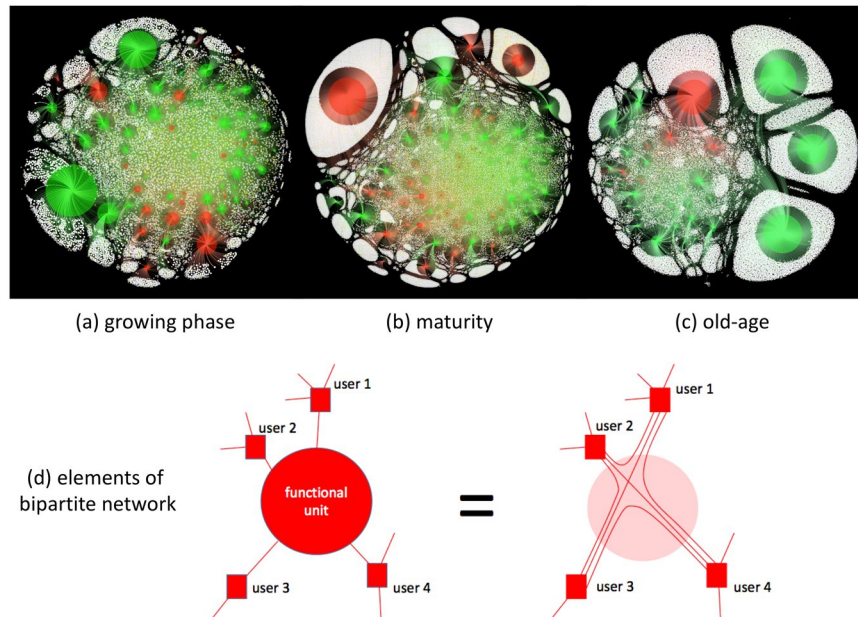 (a) growing phase
(b) maturity
(c) old-age
(d) elements of
bipartite network
user 1
user 2
functional
unit
user 3
user 4
=
user 1
user 2
user 3
user 4